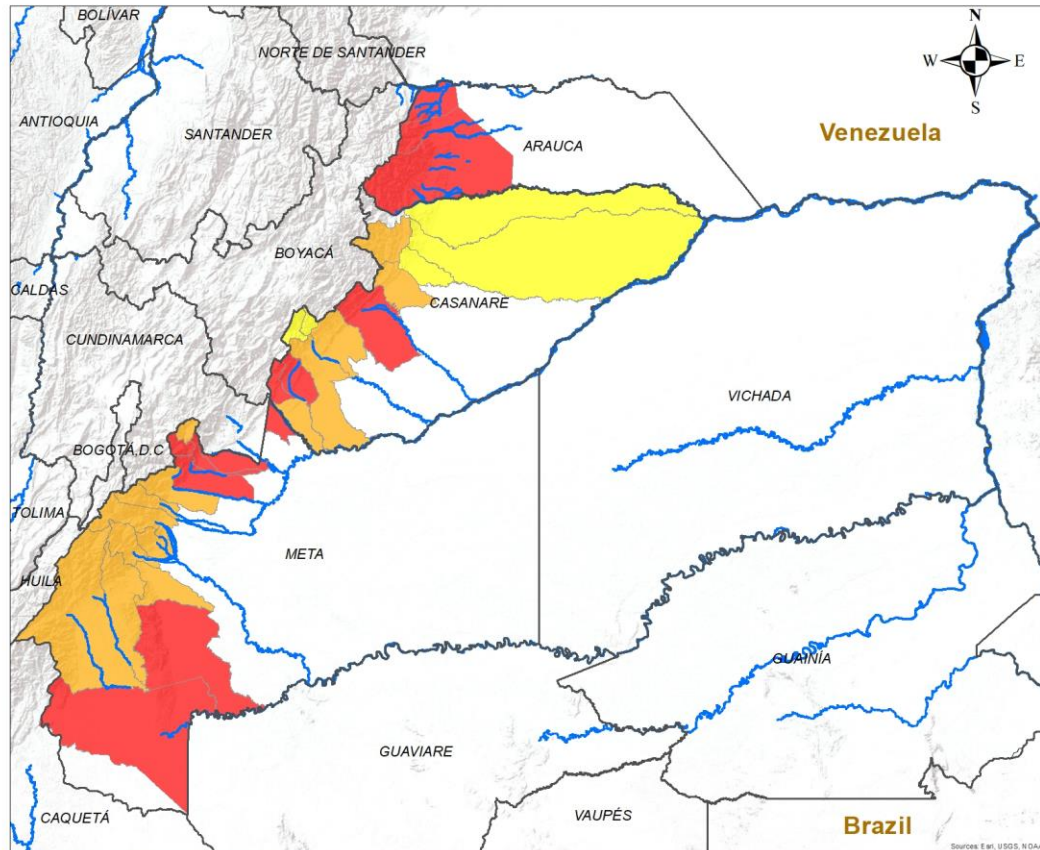 BOLÍVAR
NORTE DE SANTANDER
N
W
E
S
ANTIOQUIA
SANTANDER
ARAUCA
Venezuela
BOYACÁ
CALDAS
CASANARE
CUNDINAMARCA
VICHADA
BOGOTÁ,D.C
TOLIMA
META
HUILA
GUAINÍA
GUAVIARE
CAQUETÁ
VAUPÉS
Brazil
Sources: Esri, USGS, NOAA